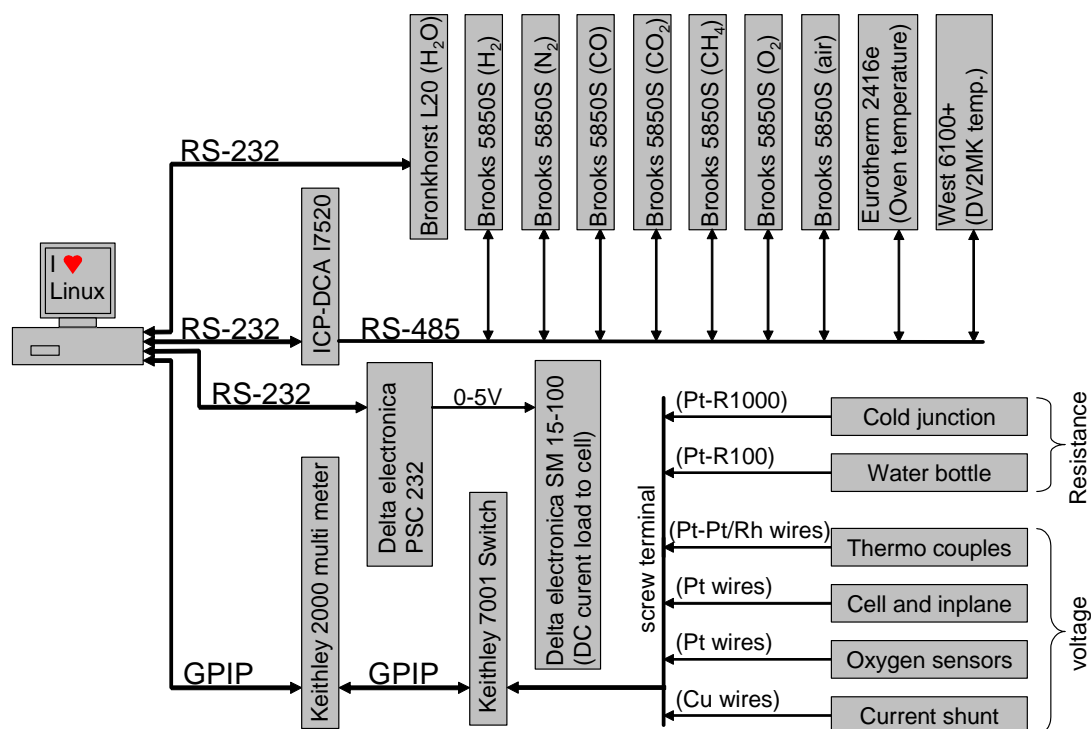 Bronkhorst L20 (H₂O)
Brooks 5850S (H₂)
Brooks 5850S (N₂)
Brooks 5850S (CO)
Brooks 5850S (CO₂)
Brooks 5850S (CH₄)
Brooks 5850S (O₂)
Brooks 5850S (air)
Eurotherm 2416e
(Oven temperature)
West 6100+
(DV2MK temp.)
RS-232
I ♥
Linux
RS-232
ICP-DCA I7520
RS-485
RS-232
Delta electronica
PSC 232
0-5V
Delta electronica SM 15-100
(DC curent load to cell)
GPIP
Keithley 2000 multi meter
GPIP
Keithley 7001 Switch
screw terminal
(Pt-R1000)
Cold junction
(Pt-R100)
Water bottle
Resistance
(Pt-Pt/Rh wires)
Thermo couples
(Pt wires)
Cell and inplane
(Pt wires)
Oxygen sensors
(Cu wires)
Current shunt
voltage